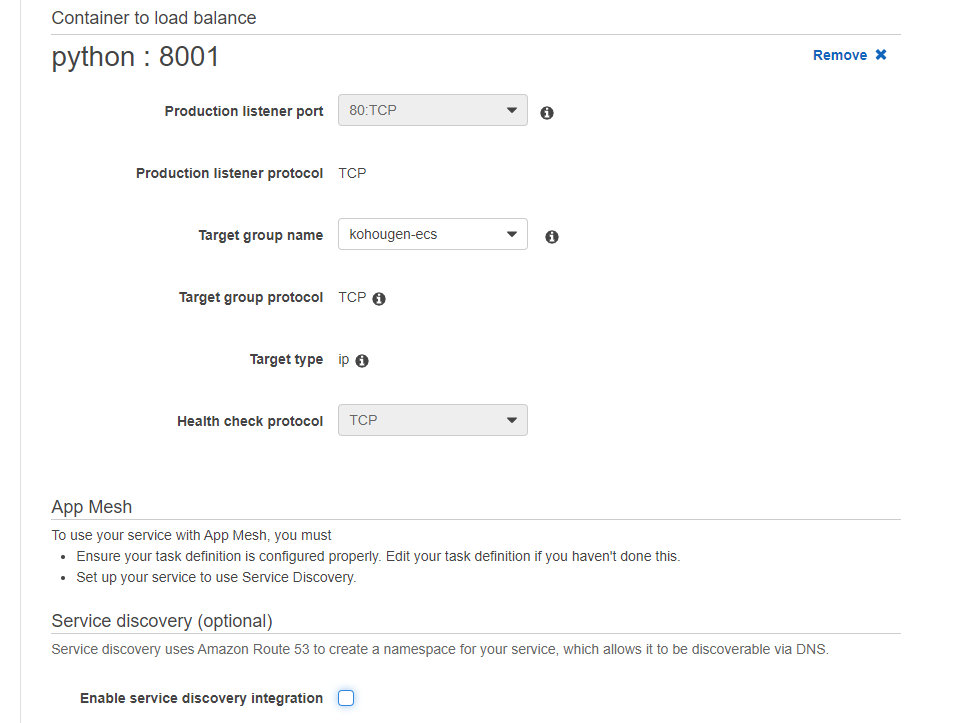 Container to load balance
python : 8001
Remove ✖
Production listener port 80:TCP
Production listener protocol TCP
Target group name kohougen-ecs
Target group protocol TCP
Target type ip
Health check protocol TCP
App Mesh
To use your service with App Mesh, you must
• Ensure your task definition is configured properly. Edit your task definition if you haven't done this.
• Set up your service to use Service Discovery.
Service discovery (optional)
Service discovery uses Amazon Route 53 to create a namespace for your service, which allows it to be discoverable via DNS.
Enable service discovery integration